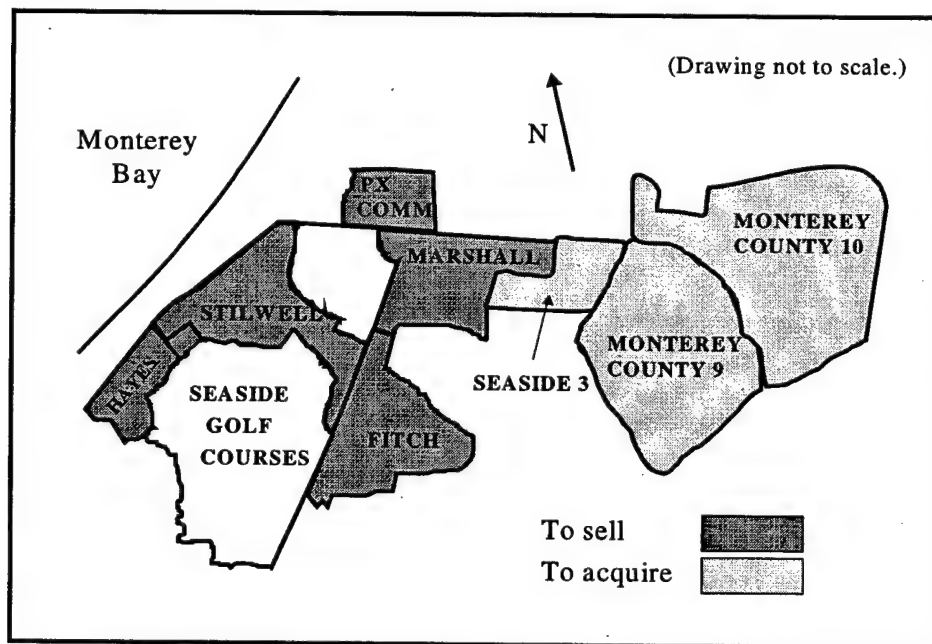 (Drawing not to scale.)
Monterey
Bay
N
PX
COMM
MONTEREY
COUNTY 10
MARSHALL
STILWELL
MONTEREY
COUNTY 9
HAYES
SEASIDE 3
SEASIDE
GOLF
COURSES
FITCH
To sell
To acquire